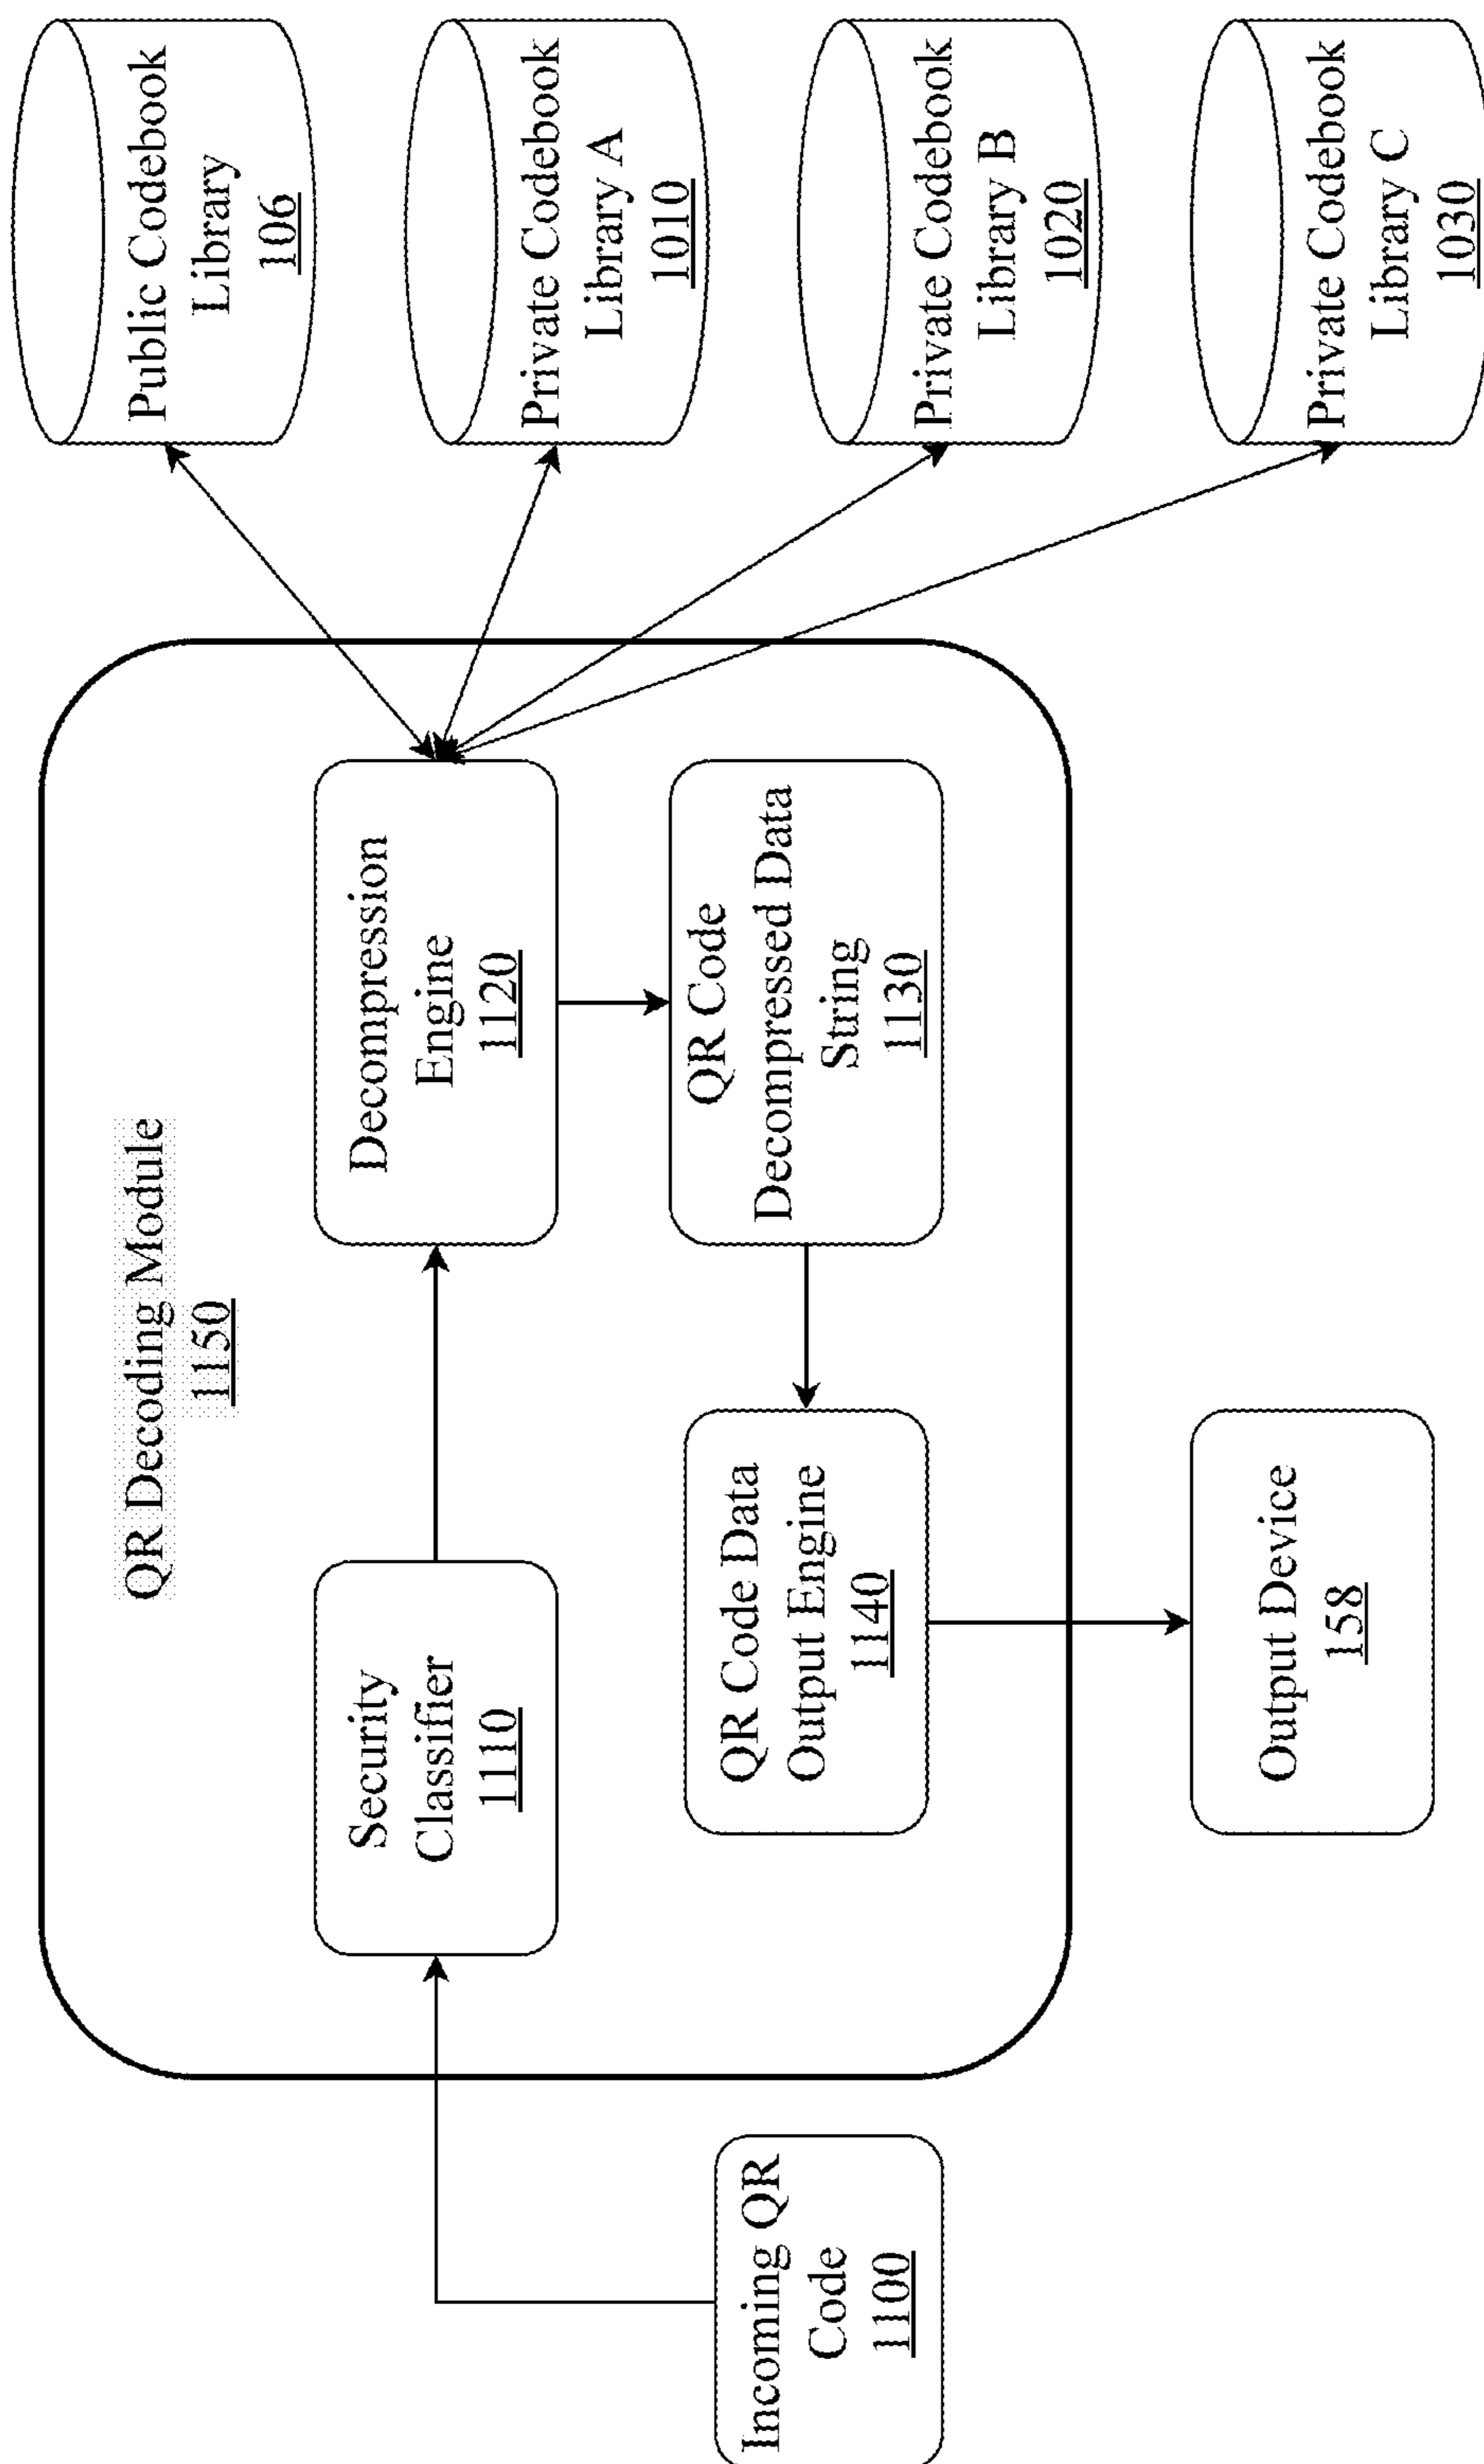 QR Decoding Module
1150
Incoming QR
Code
1100
Security
Classifier
1110
Decompression
Engine
1120
QR Code
Decompressed Data
String
1130
QR Code Data
Output Engine
1140
Output Device
158
Public Codebook
Library
106
Private Codebook
Library A
1010
Private Codebook
Library B
1020
Private Codebook
Library C
1030